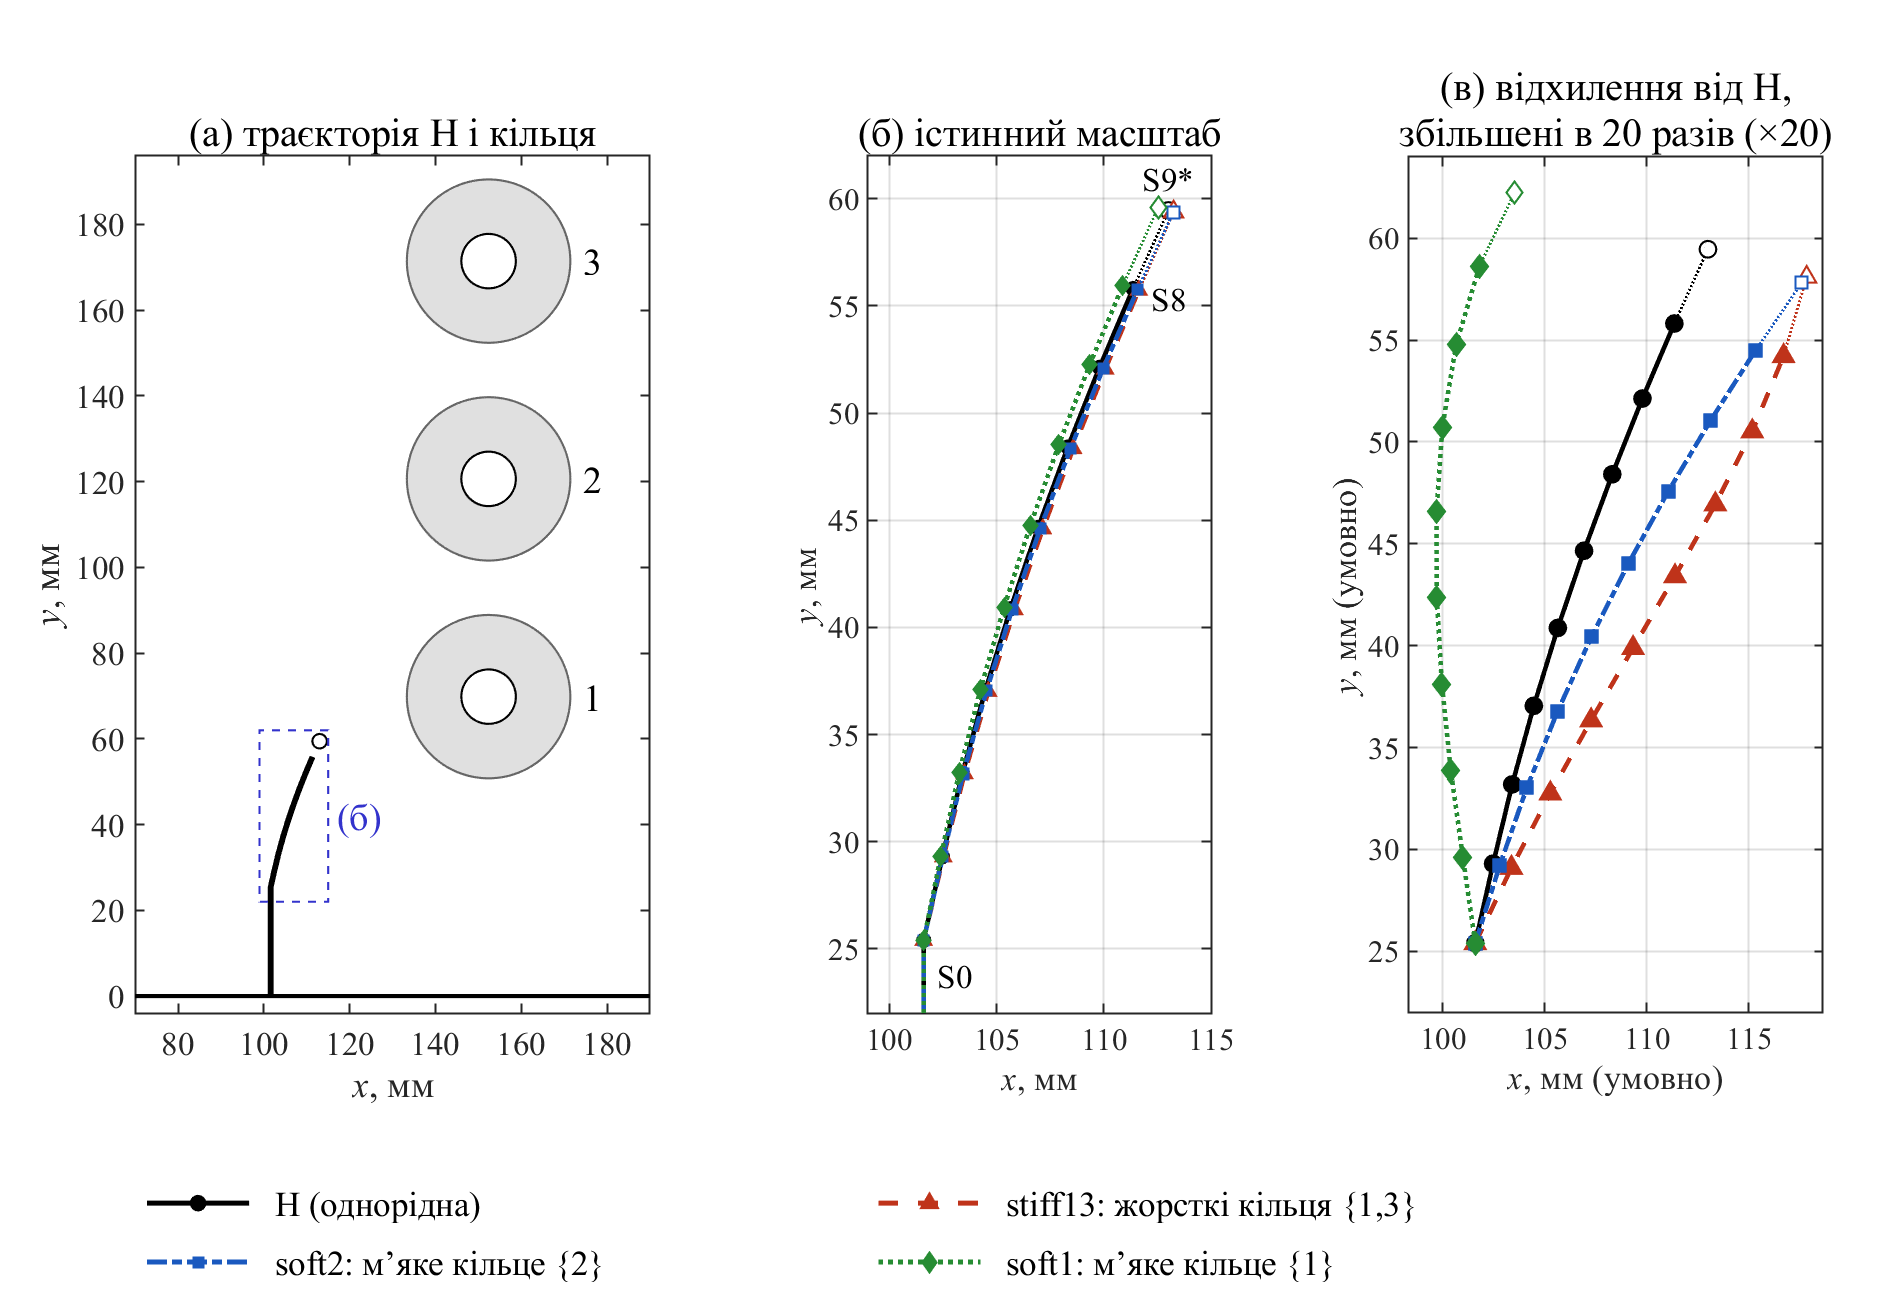 (а) траєкторія Н і кільця
(б) істинний масштаб
(в) відхилення від Н,
збільшені в 20 разів (×20)
180
160
140
120
100
80
60
40
20
0
y, мм
3
2
1
(б)
80 100 120 140 160 180
x, мм
60
55
50
45
40
35
30
25
y, мм
S9*
S8
S0
100 105 110 115
x, мм
60
55
50
45
40
35
30
25
y, мм (умовно)
100 105 110 115
x, мм (умовно)
Н (однорідна)
stiff13: жорсткі кільця {1,3}
soft2: м’яке кільце {2}
soft1: м’яке кільце {1}